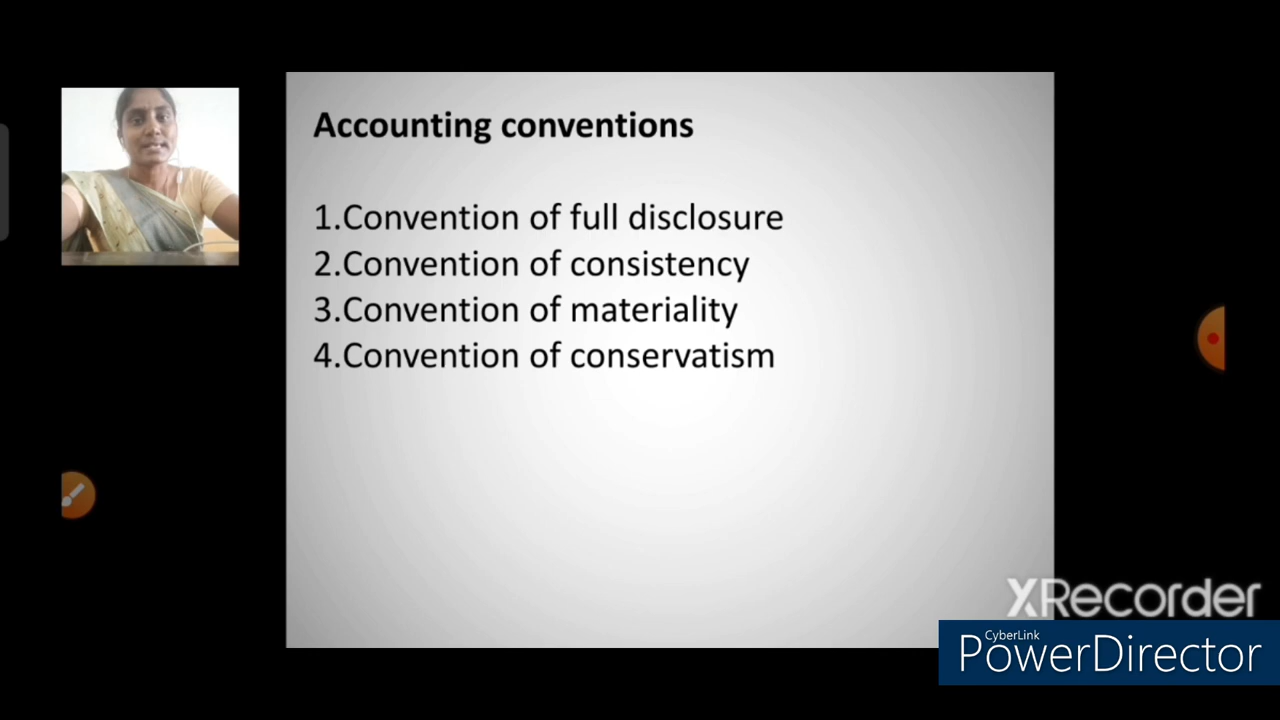 Accounting conventions
1.Convention of full disclosure
2.Convention of consistency
3.Convention of materiality
4.Convention of conservatism
XRecorder
CyberLink
PowerDirector